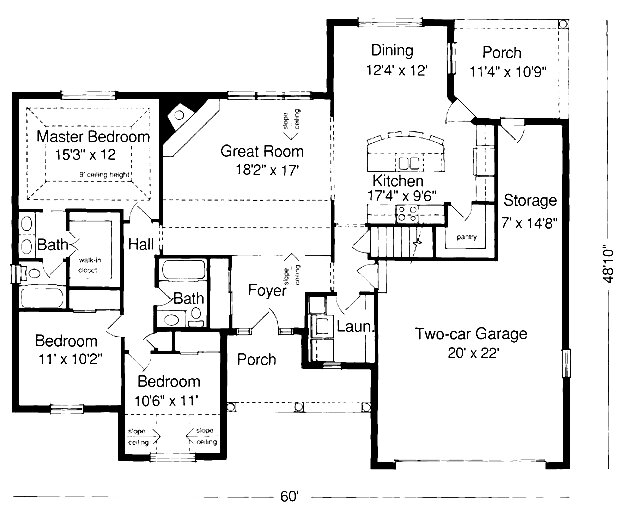 Dining
12'4" x 12'
Porch
11'4" x 10'9"
Master Bedroom
15'3" x 12
9' ceiling height
slope
ceiling
Great Room
18'2" x 17'
Kitchen
17'4" x 9'6"
Storage
7' x 14'8"
pantry
Bath
walk-in
closet
Hall
48'10"
slope
ceiling
Foyer
Bath
Laun.
Two-car Garage
20' x 22'
Bedroom
11' x 10'2"
Porch
Bedroom
10'6" x 11'
slope
ceiling
slope
ceiling
60'